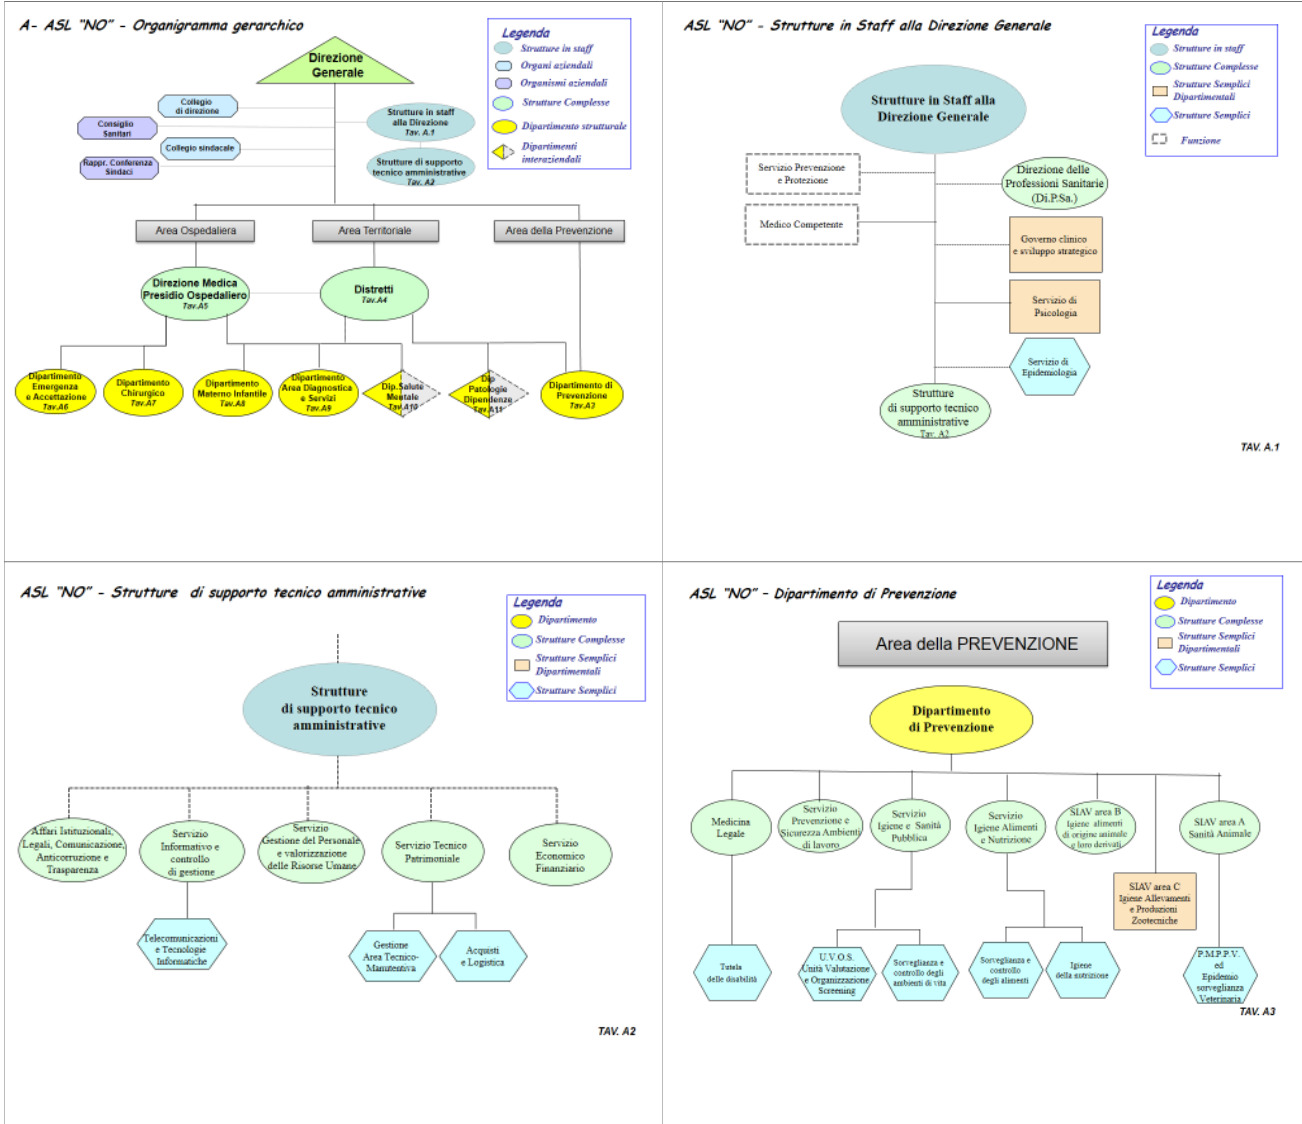 A- ASL “NO” - Organigramma gerarchico
Legenda
Strutture in staff
Organi aziendali
Organismi aziendali
Strutture Complesse
Dipartimento strutturale
Dipartimenti
interaziendali
Direzione
Generale
Collegio
di direzione
Consiglio
Sanitari
Collegio sindacale
Rappr. Conferenza
Sindaci
Strutture in staff
alla Direzione
Tav. A.1
Strutture di supporto
tecnico amministrative
Tav. A2
Area Ospedaliera
Area Territoriale
Area della Prevenzione
Direzione Medica
Presidio Ospedaliero
Tav.A5
Distretti
Tav.A4
Dipartimento
Emergenza
e Accettazione
Tav.A6
Dipartimento
Chirurgico
Tav.A7
Dipartimento
Materno Infantile
Tav.A8
Dipartimento
Area Diagnostica
e Servizi
Tav.A9
Dip.Salute
Mentale
Tav.A10
Dip
Patologie
Dipendenze
Tav.A11
Dipartimento di
Prevenzione
Tav.A3
ASL “NO” - Strutture in Staff alla Direzione Generale
Legenda
Strutture in staff
Strutture Complesse
Strutture Semplici
Dipartimentali
Strutture Semplici
Funzione
Strutture in Staff alla
Direzione Generale
Servizio Prevenzione
e Protezione
Medico Competente
Direzione delle
Professioni Sanitarie
(Di.P.Sa.)
Governo clinico
e sviluppo strategico
Servizio di
Psicologia
Servizio di
Epidemiologia
Strutture
di supporto tecnico
amministrative
Tav. A2
TAV. A.1
ASL “NO” - Strutture di supporto tecnico amministrative
Legenda
Dipartimento
Strutture Complesse
Strutture Semplici
Dipartimentali
Strutture Semplici
Strutture
di supporto tecnico
amministrative
Affari Istituzionali,
Legali, Comunicazione,
Anticorruzione e
Trasparenza
Servizio
Informativo e
controllo
di gestione
Servizio
Gestione del Personale
e valorizzazione
delle Risorse Umane
Servizio Tecnico
Patrimoniale
Servizio
Economico
Finanziario
Telecomunicazioni
e Tecnologie
Informatiche
Gestione
Area Tecnico-
Manutentiva
Acquisti
e Logistica
TAV. A2
ASL “NO” - Dipartimento di Prevenzione
Legenda
Dipartimento
Strutture Complesse
Strutture Semplici
Dipartimentali
Strutture Semplici
Area della PREVENZIONE
Dipartimento
di Prevenzione
Medicina
Legale
Servizio
Prevenzione e
Sicurezza Ambienti
di lavoro
Servizio
Igiene e Sanità
Pubblica
Servizio
Igiene Alimenti
e Nutrizione
SIAV area B
Igiene alimenti
di origine animale
e loro derivati
SIAV area A
Sanità Animale
SIAV area C
Igiene Allevamenti
e Produzioni
Zootecniche
Tutela
delle disabilità
U.V.O.S.
Unità Valutazione
e Organizzazione
Screening
Sorveglianza e
controllo degli
ambienti di vita
Sorveglianza e
controllo
degli alimenti
Igiene
della nutrizione
P.M.P.P.V.
ed
Epidemio
sorveglianza
Veterinaria
TAV. A3